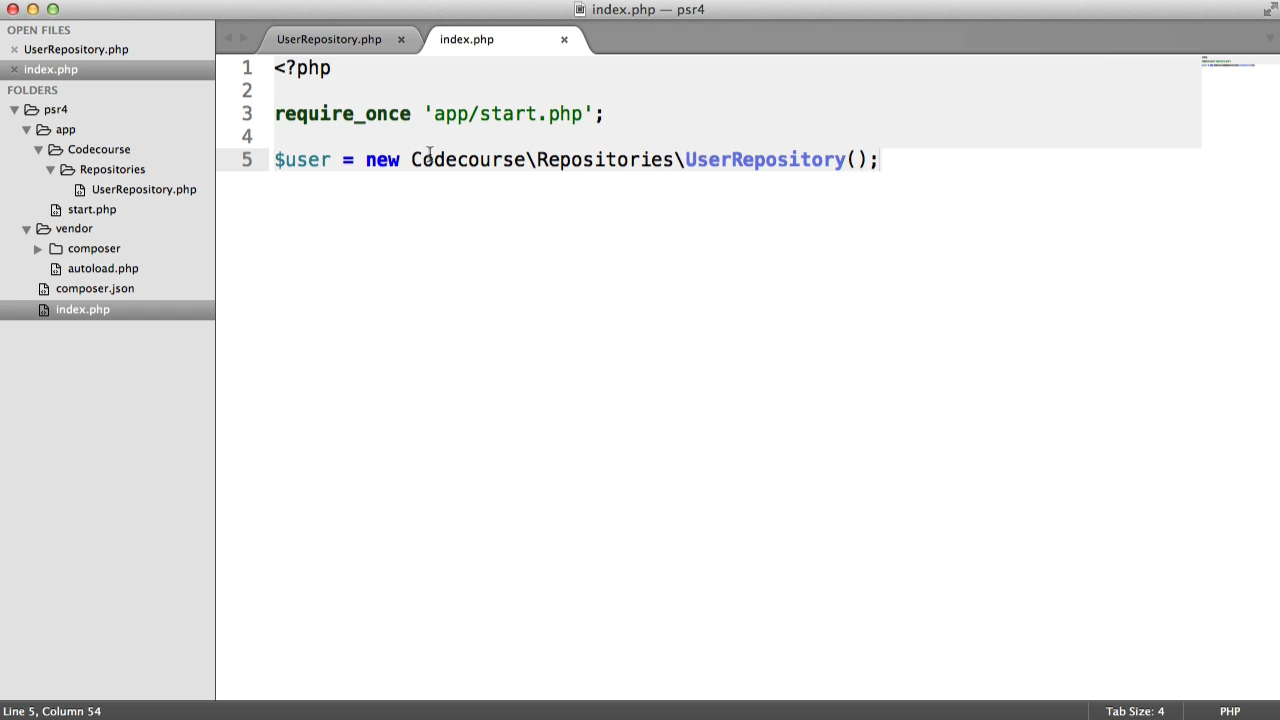 index.php — psr4
OPEN FILES
UserRepository.php
index.php
FOLDERS
psr4
app
Codecourse
Repositories
UserRepository.php
start.php
vendor
composer
autoload.php
composer.json
index.php
UserRepository.php
index.php
1 <?php
2
3 require_once 'app/start.php';
4
5 $user = new Codecourse\Repositories\UserRepository();
Line 5, Column 54
Tab Size: 4
PHP